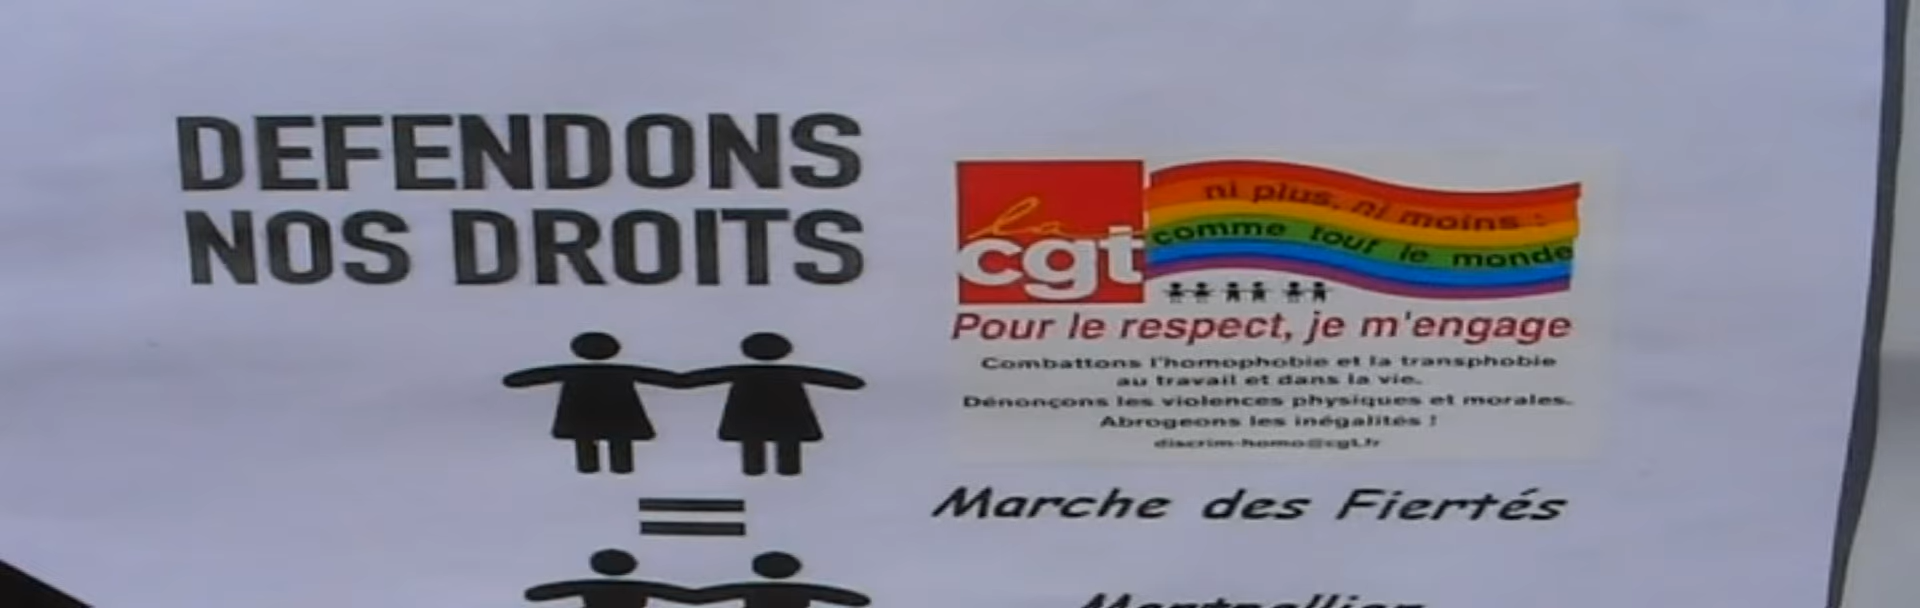 DEFENDONS
NOS DROITS
la
cgt
ni plus, ni moins :
comme tout le monde
Pour le respect, je m'engage
Combattons l'homophobie et la transphobie
au travail et dans la vie.
Dénonçons les violences physiques et morales.
Abrogeons les inégalités !
discrim-homo@cgt.fr
Marche des Fiertés
Montpellier